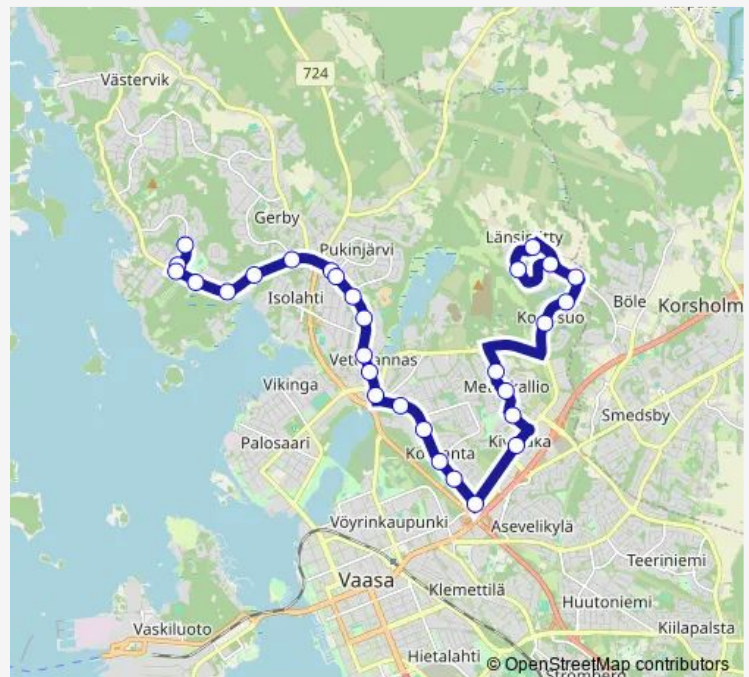 Västervik
724
Gerby
Pukinjärvi
Isolahti
Böle
Korsholm
Vikinga
Smedsby
Palosaari
Vöyrinkaupunki
Asevelikylä
Teeriniemi
Vaasa
Klemettilä
Huutoniemi
Vaskiluoto
Kiilapalsta
Hietalahti
© OpenStreetMap contributors